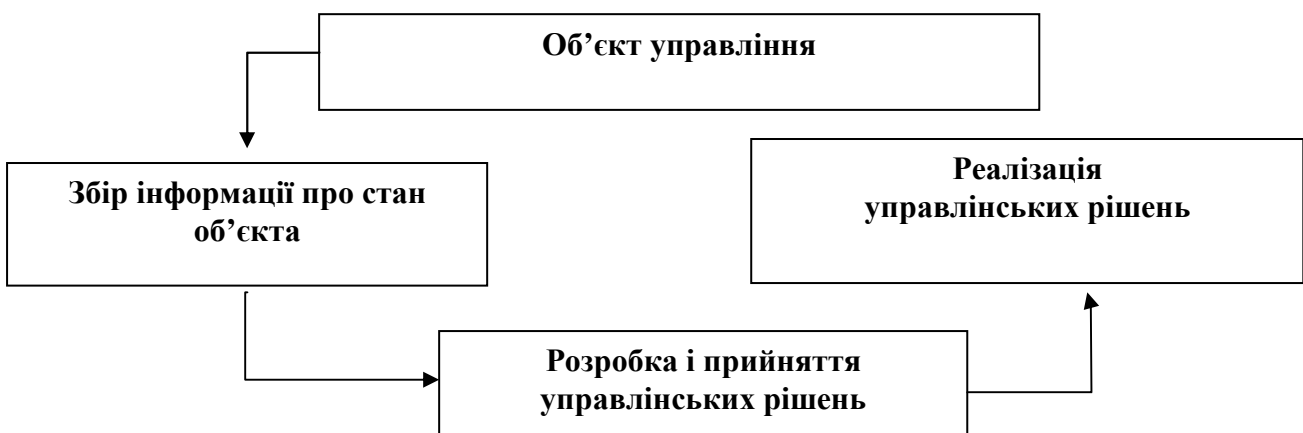 Об’єкт управління
Збір інформації про стан
об’єкта
Реалізація
управлінських рішень
Розробка і прийняття
управлінських рішень